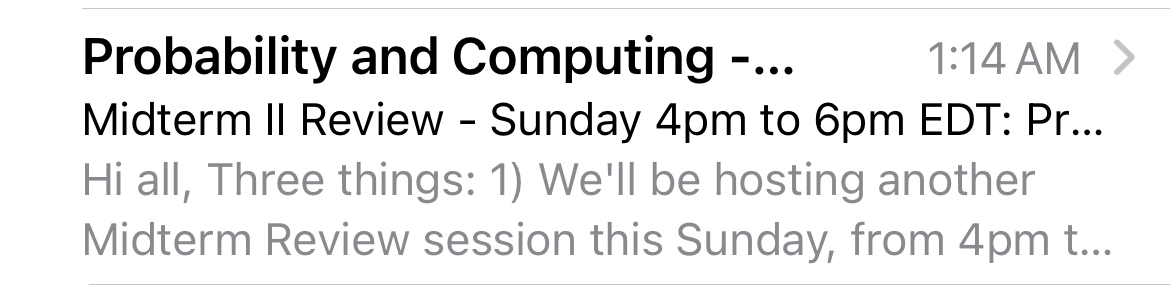 Probability and Computing -...
1:14 AM
Midterm II Review - Sunday 4pm to 6pm EDT: Pr...
Hi all, Three things: 1) We'll be hosting another
Midterm Review session this Sunday, from 4pm t...